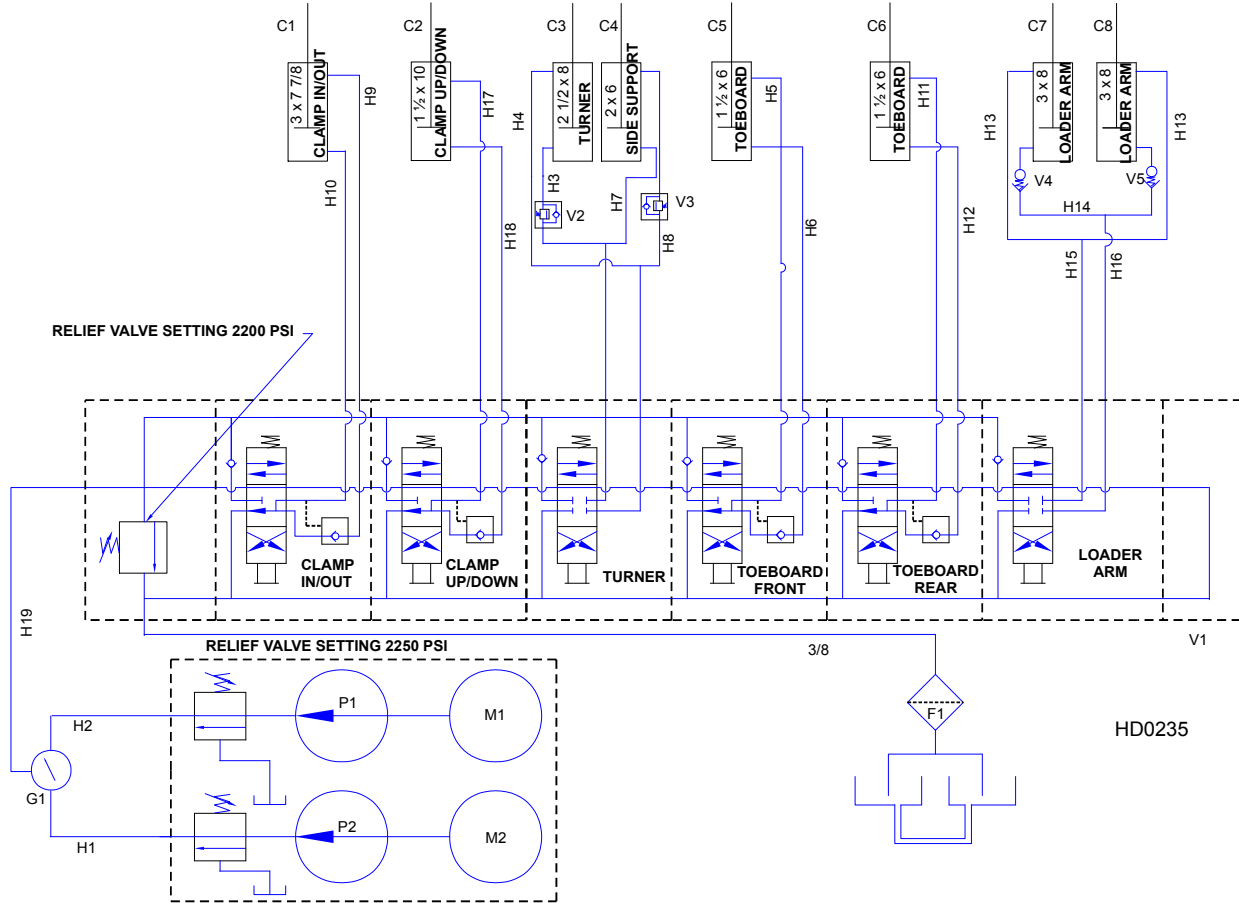 C1
C2
C3
C4
C5
C6
C7
C8
3 x 7 7/8
CLAMP IN/OUT
1 ½ x 10
CLAMP UP/DOWN
2 1/2 x 8
TURNER
2 x 6
SIDE SUPPORT
1 ½ x 6
TOEBOARD
1 ½ x 6
TOEBOARD
3 x 8
LOADER ARM
3 x 8
LOADER ARM
H9
H17
H4
H5
H11
H13
H13
H10
H18
H3
V2
H7
V3
H8
H6
H12
V4
V5
H14
H15
H16
RELIEF VALVE SETTING 2200 PSI
CLAMP
IN/OUT
CLAMP
UP/DOWN
TURNER
TOEBOARD
FRONT
TOEBOARD
REAR
LOADER
ARM
H19
RELIEF VALVE SETTING 2250 PSI
3/8
V1
P1
M1
H2
F1
HD0235
G1
P2
M2
H1